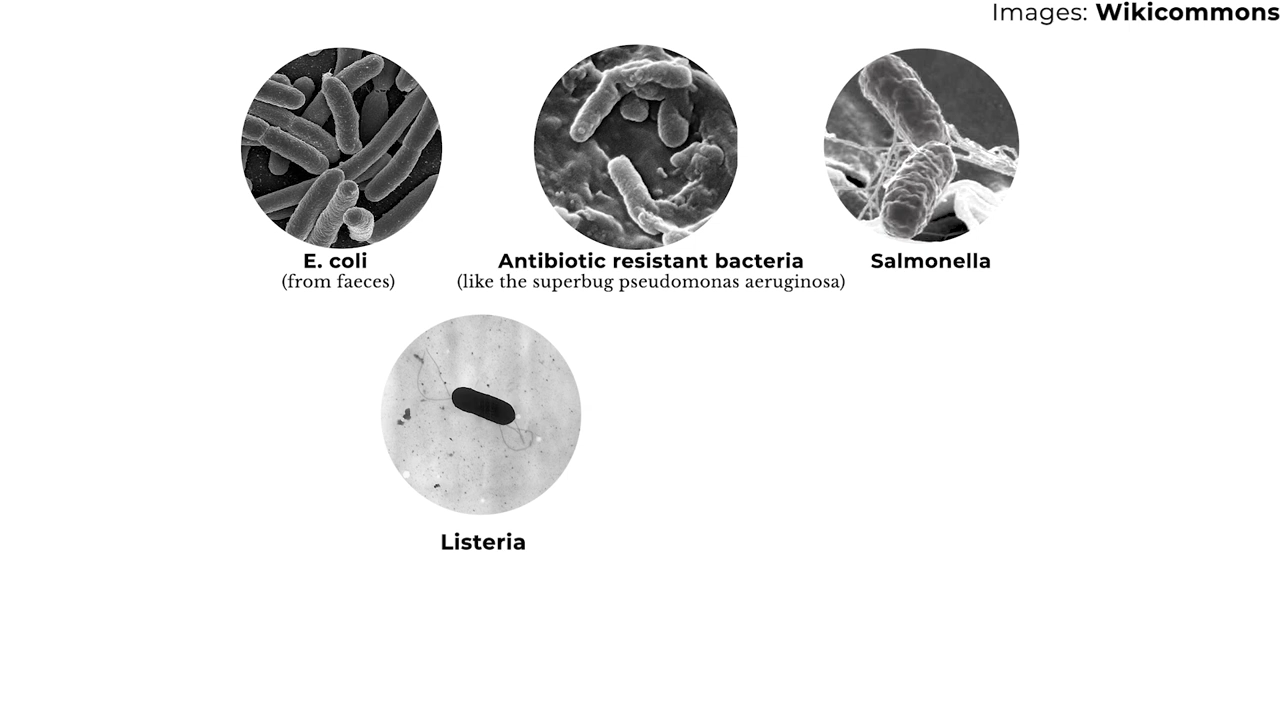 Images: Wikicommons
E. coli
(from faeces)
Antibiotic resistant bacteria
(like the superbug pseudomonas aeruginosa)
Salmonella
Listeria